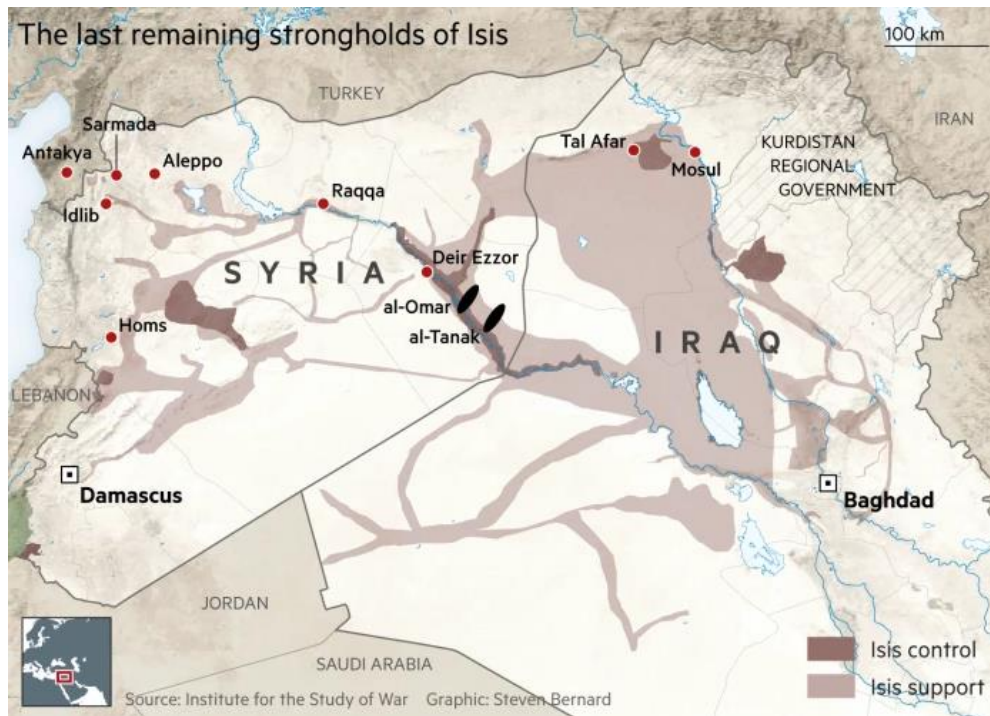 The last remaining strongholds of Isis
100 km
TURKEY
IRAN
Sarmada
Antakya
Aleppo
Tal Afar
Mosul
KURDISTAN
REGIONAL
GOVERNMENT
Idlib
Raqqa
Deir Ezzor
SYRIA
al-Omar
al-Tanak
Homs
IRAQ
LEBANON
Damascus
Baghdad
JORDAN
SAUDI ARABIA
Isis control
Isis support
Source: Institute for the Study of War Graphic: Steven Bernard